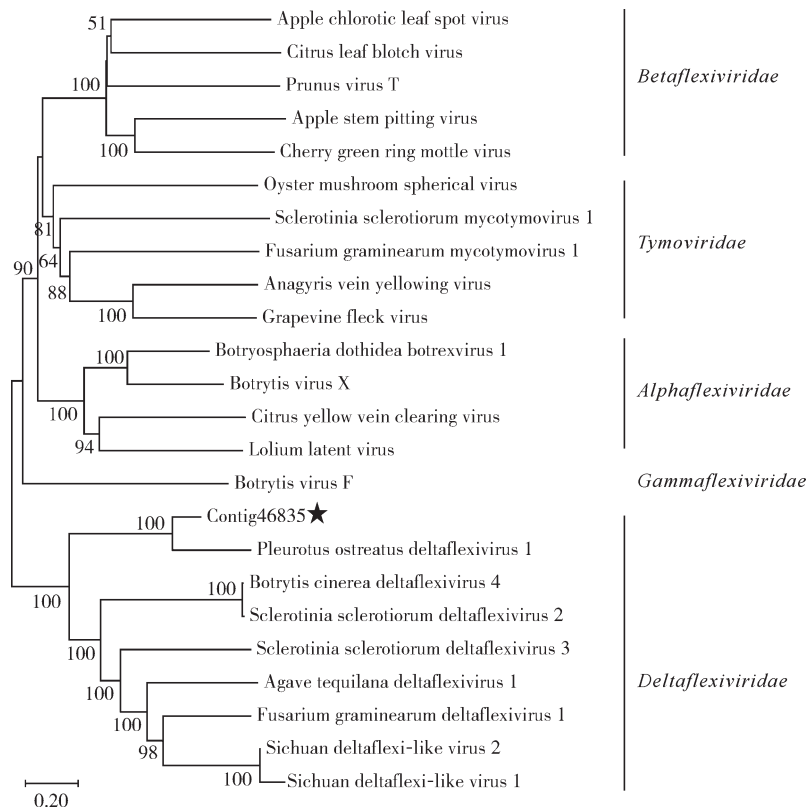 51
Apple chlorotic leaf spot virus
Citrus leaf blotch virus
100
Prunus virus T
Betaflexiviridae
Apple stem pitting virus
100
Cherry green ring mottle virus
Oyster mushroom spherical virus
81
Sclerotinia sclerotiorum mycotymovirus 1
Tymoviridae
90
64
Fusarium graminearum mycotymovirus 1
88
Anagyris vein yellowing virus
100
Grapevine fleck virus
100
Botryosphaeria dothidea botrexvirus 1
Botrytis virus X
Alphaflexiviridae
100
Citrus yellow vein clearing virus
94
Lolium latent virus
Botrytis virus F
Gammaflexiviridae
100
Contig46835★
Pleurotus ostreatus deltaflexivirus 1
100
100
Botrytis cinerea deltaflexivirus 4
Sclerotinia sclerotiorum deltaflexivirus 2
100
Sclerotinia sclerotiorum deltaflexivirus 3
100
Agave tequilana deltaflexivirus 1
Deltaflexiviridae
100
Fusarium graminearum deltaflexivirus 1
98
Sichuan deltaflexi-like virus 2
100
Sichuan deltaflexi-like virus 1
0.20